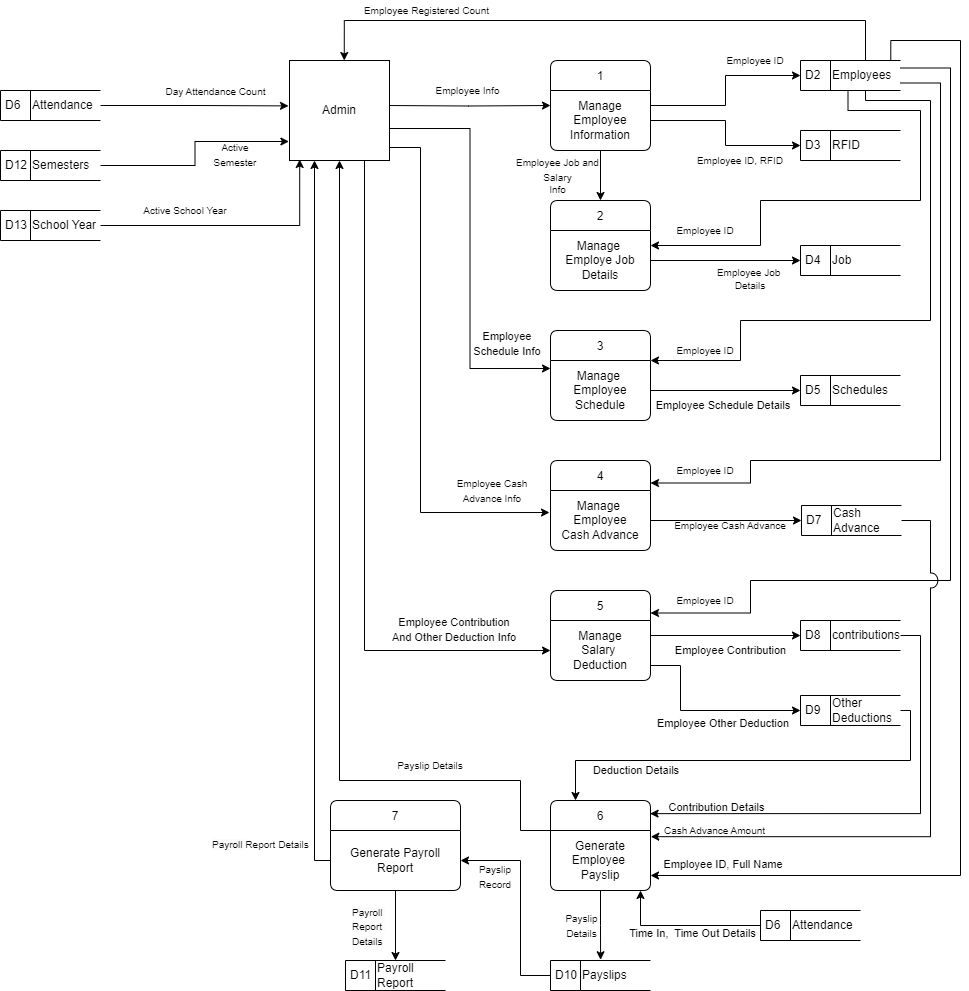 Employee Registered Count
D6 Attendance
Day Attendance Count
Admin
Employee Info
1
Manage
Employee
Information
Employee ID
D2 Employees
D12 Semesters
Active
Semester
Employee ID, RFID
D3 RFID
D13 School Year
Active School Year
Employee Job and
Salary
Info
2
Manage
Employe Job
Details
Employee ID
Employee Job
Details
D4 Job
Employee
Schedule Info
3
Manage
Employee
Schedule
Employee ID
Employee Schedule Details
D5 Schedules
Employee Cash
Advance Info
4
Manage
Employee
Cash Advance
Employee ID
Employee Cash Advance
D7 Cash
Advance
Employee Contribution
And Other Deduction Info
5
Manage
Salary
Deduction
Employee ID
Employee Contribution
D8 contributions
Employee Other Deduction
D9 Other
Deductions
Payslip Details
Deduction Details
7
Generate Payroll
Report
Payroll Report Details
Payslip
Record
6
Generate
Employee
Payslip
Contribution Details
Cash Advance Amount
Employee ID, Full Name
Payroll
Report
Details
Payslip
Details
Time In, Time Out Details
D6 Attendance
D11 Payroll
Report
D10 Payslips